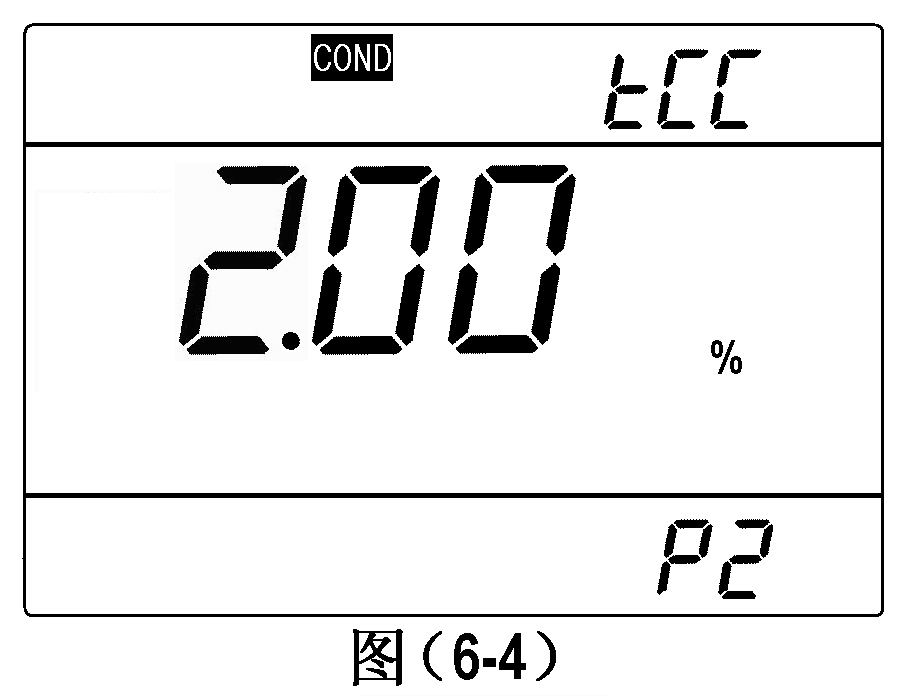 COND
tCC
2.00
%
P2
图（6-4）